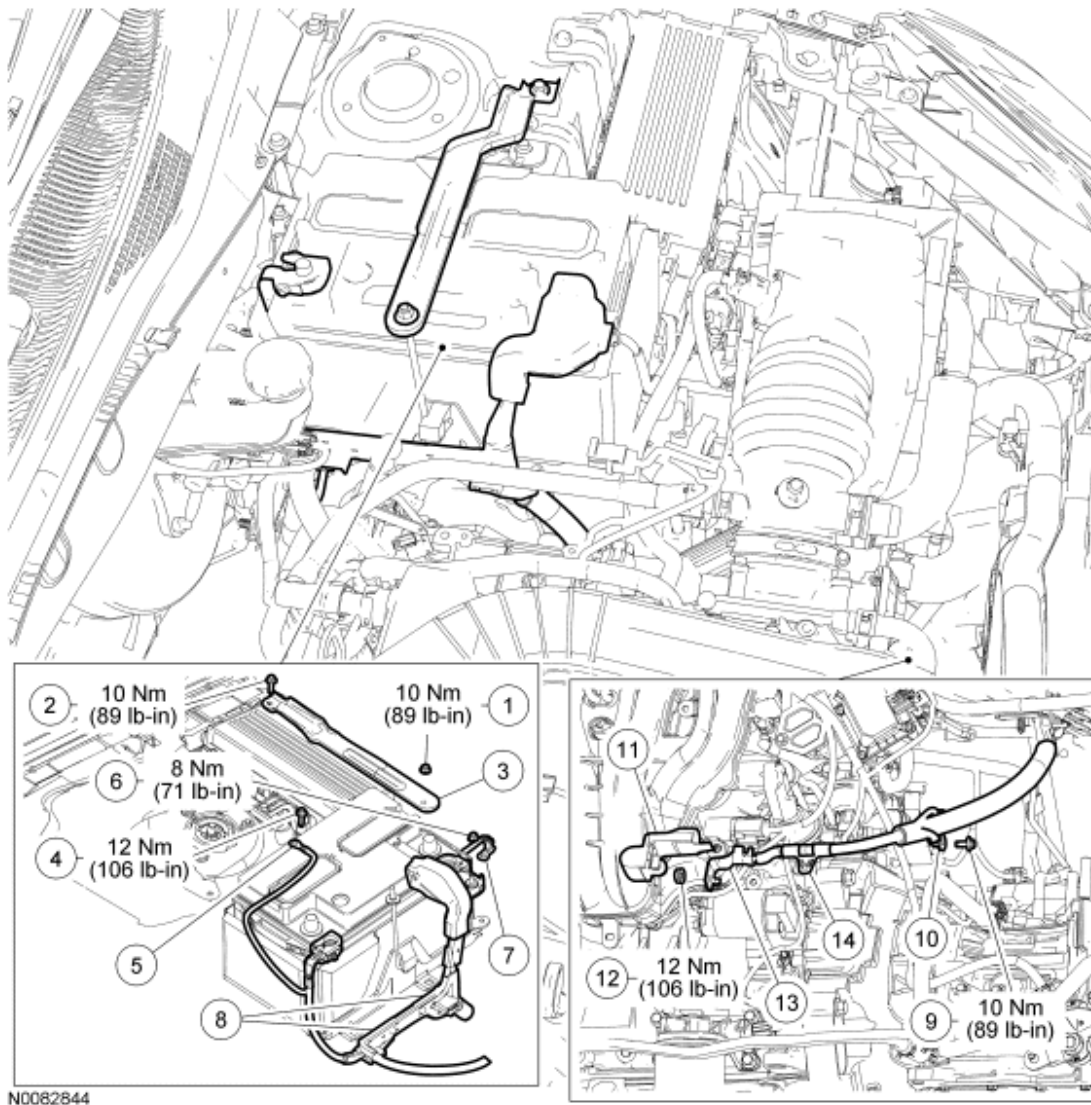 2
10 Nm
(89 lb-in)
10 Nm
(89 lb-in)
1
6
8 Nm
(71 lb-in)
3
4
12 Nm
(106 lb-in)
5
7
8
11
14
10
12
12 Nm
(106 lb-in)
13
9
10 Nm
(89 lb-in)
N0082844